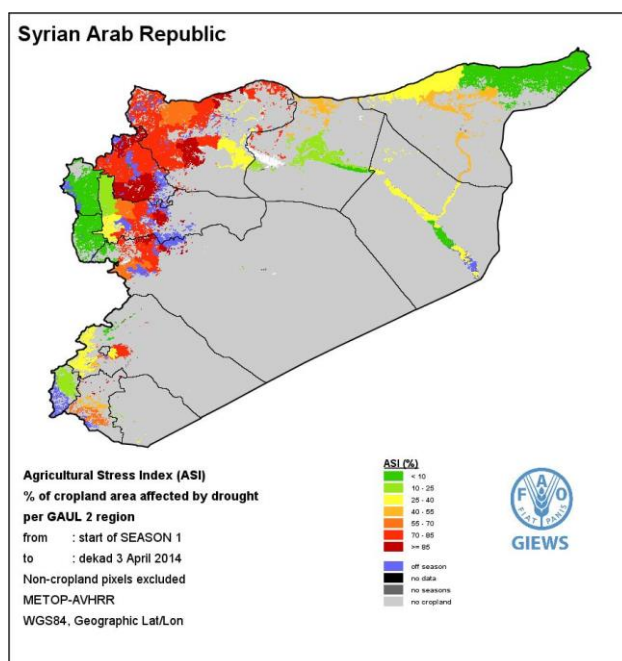 Syrian Arab Republic
Agricultural Stress Index (ASI)
% of cropland area affected by drought
per GAUL 2 region
from : start of SEASON 1
to : dekad 3 April 2014
Non-cropland pixels excluded
METOP-AVHRR
WGS84, Geographic Lat/Lon
ASI (%)
< 10
10 - 25
25 - 40
40 - 55
55 - 70
70 - 85
>= 85
off season
no data
no seasons
no cropland
F A O
FIAT PANIS
GIEWS